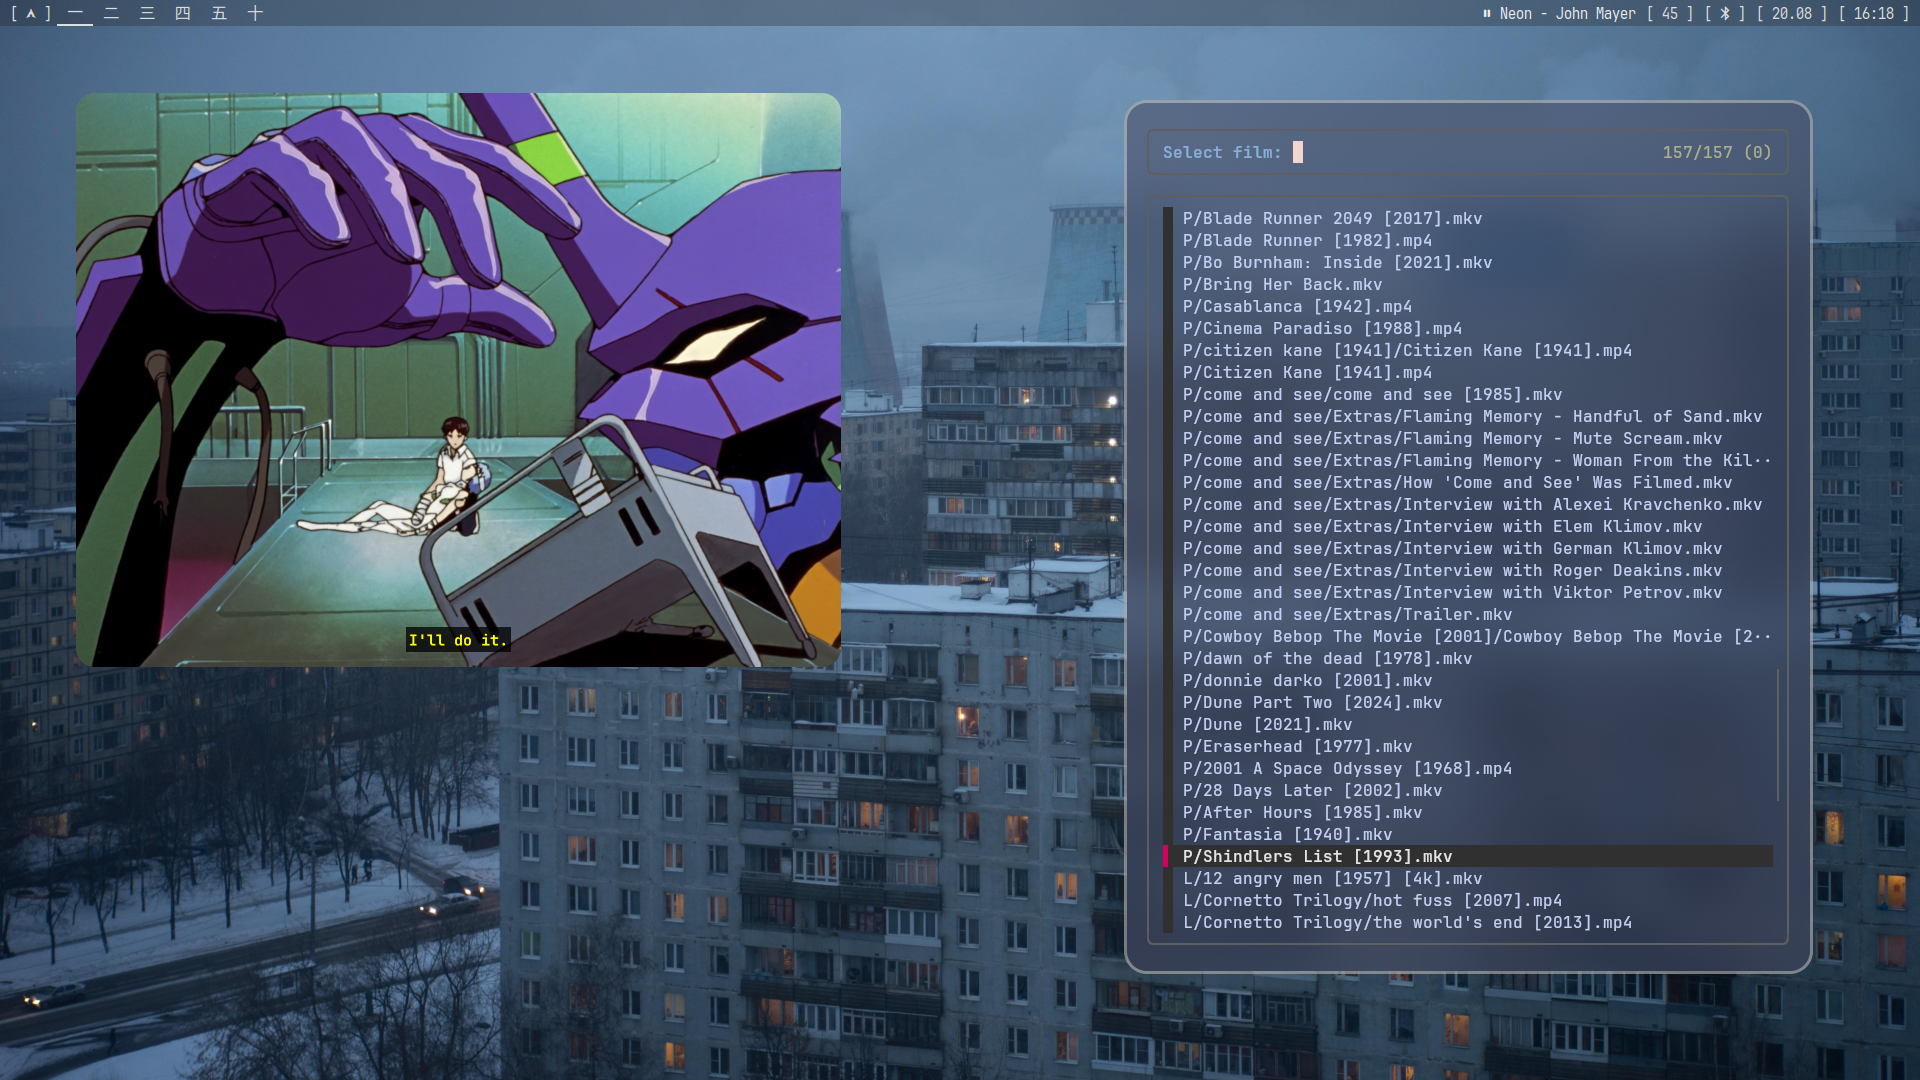 [ ⋏ ] 一 二 三 四 五 十
Neon - John Mayer [ 45 ] [ ] [ 20.08 ] [ 16:18 ]
I'll do it.
Select film: 157/157 (0)
P/Blade Runner 2049 [2017].mkv
P/Blade Runner [1982].mp4
P/Bo Burnham: Inside [2021].mkv
P/Bring Her Back.mkv
P/Casablanca [1942].mp4
P/Cinema Paradiso [1988].mp4
P/citizen kane [1941]/Citizen Kane [1941].mp4
P/Citizen Kane [1941].mp4
P/come and see/come and see [1985].mkv
P/come and see/Extras/Flaming Memory - Handful of Sand.mkv
P/come and see/Extras/Flaming Memory - Mute Scream.mkv
P/come and see/Extras/Flaming Memory - Woman From the Kil··
P/come and see/Extras/How 'Come and See' Was Filmed.mkv
P/come and see/Extras/Interview with Alexei Kravchenko.mkv
P/come and see/Extras/Interview with Elem Klimov.mkv
P/come and see/Extras/Interview with German Klimov.mkv
P/come and see/Extras/Interview with Roger Deakins.mkv
P/come and see/Extras/Interview with Viktor Petrov.mkv
P/come and see/Extras/Trailer.mkv
P/Cowboy Bebop The Movie [2001]/Cowboy Bebop The Movie [2··
P/dawn of the dead [1978].mkv
P/donnie darko [2001].mkv
P/Dune Part Two [2024].mkv
P/Dune [2021].mkv
P/Eraserhead [1977].mkv
P/2001 A Space Odyssey [1968].mp4
P/28 Days Later [2002].mkv
P/After Hours [1985].mkv
P/Fantasia [1940].mkv
P/Shindlers List [1993].mkv
L/12 angry men [1957] [4k].mkv
L/Cornetto Trilogy/hot fuss [2007].mp4
L/Cornetto Trilogy/the world's end [2013].mp4